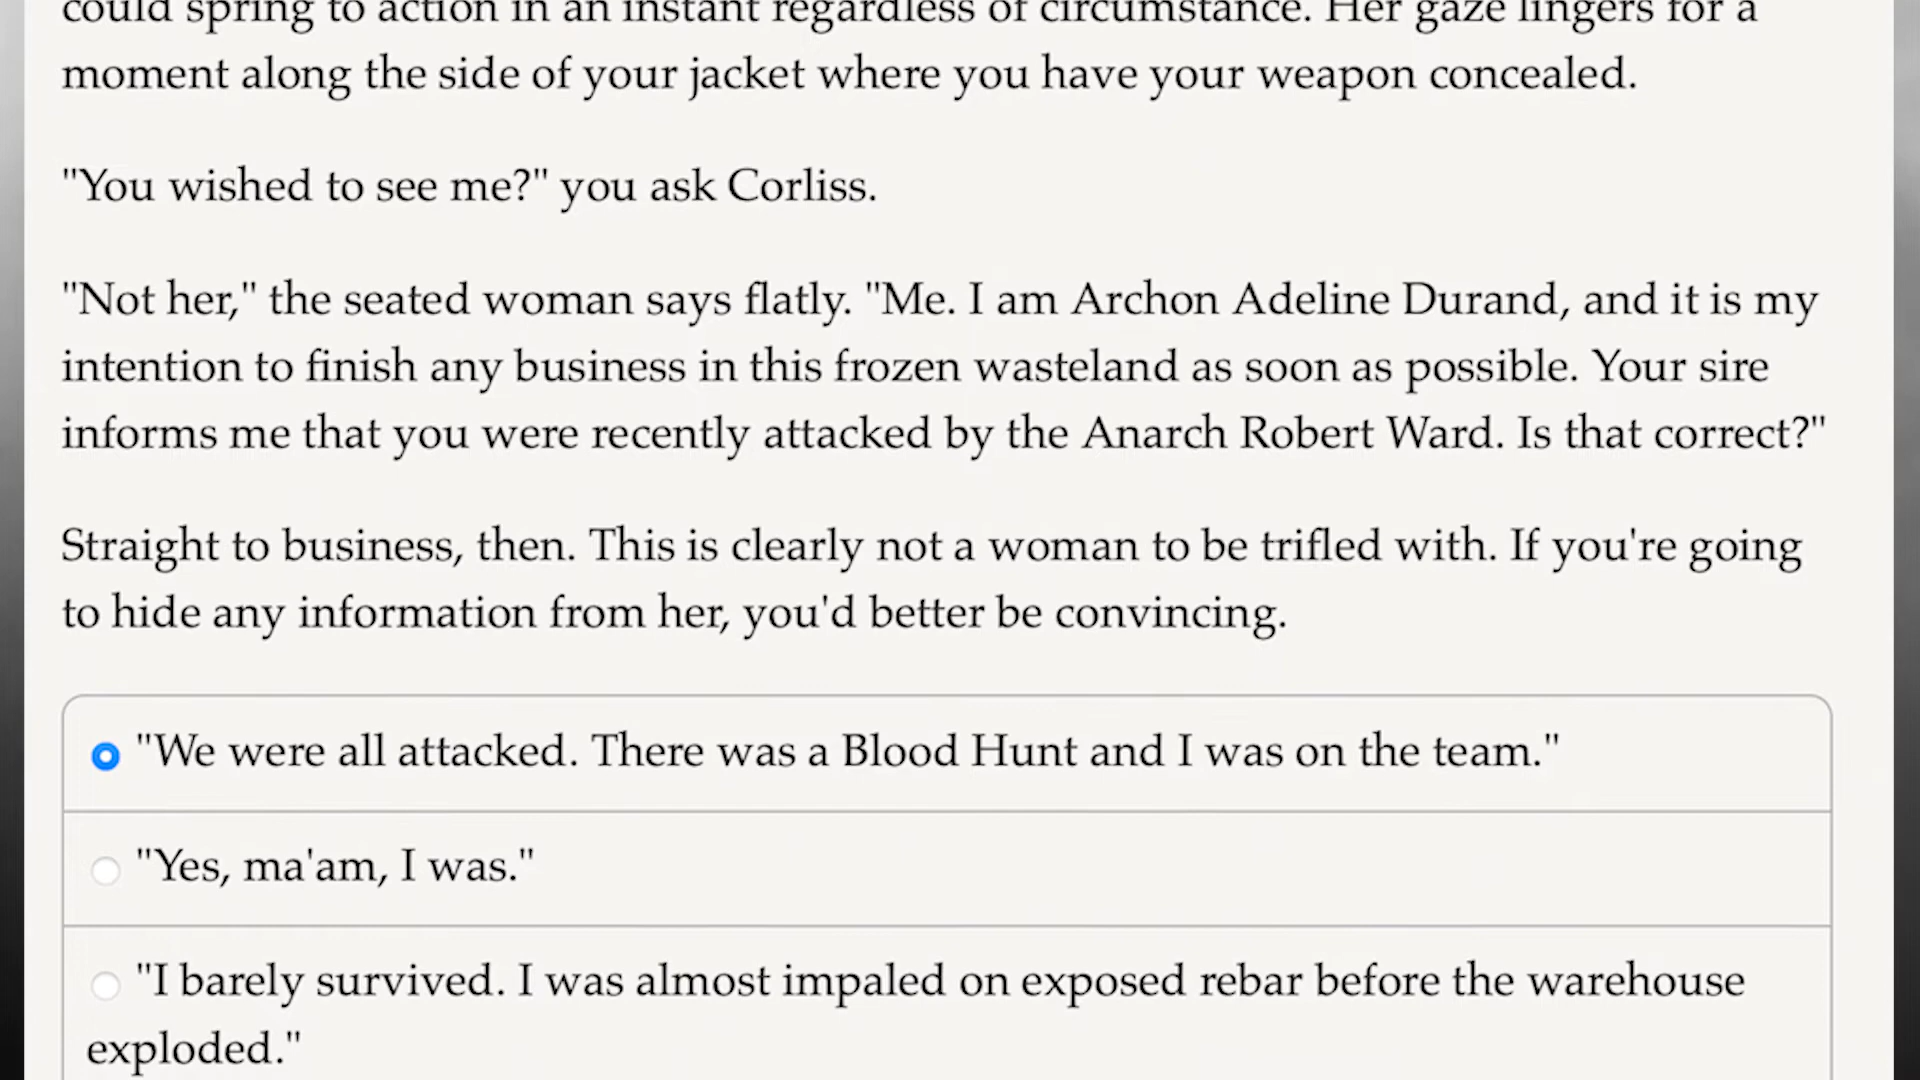 could spring to action in an instant regardless of circumstance. Her gaze lingers for a
moment along the side of your jacket where you have your weapon concealed.
"You wished to see me?" you ask Corliss.
"Not her," the seated woman says flatly. "Me. I am Archon Adeline Durand, and it is my
intention to finish any business in this frozen wasteland as soon as possible. Your sire
informs me that you were recently attacked by the Anarch Robert Ward. Is that correct?"
Straight to business, then. This is clearly not a woman to be trifled with. If you're going
to hide any information from her, you'd better be convincing.
"We were all attacked. There was a Blood Hunt and I was on the team."
"Yes, ma'am, I was."
"I barely survived. I was almost impaled on exposed rebar before the warehouse
exploded."